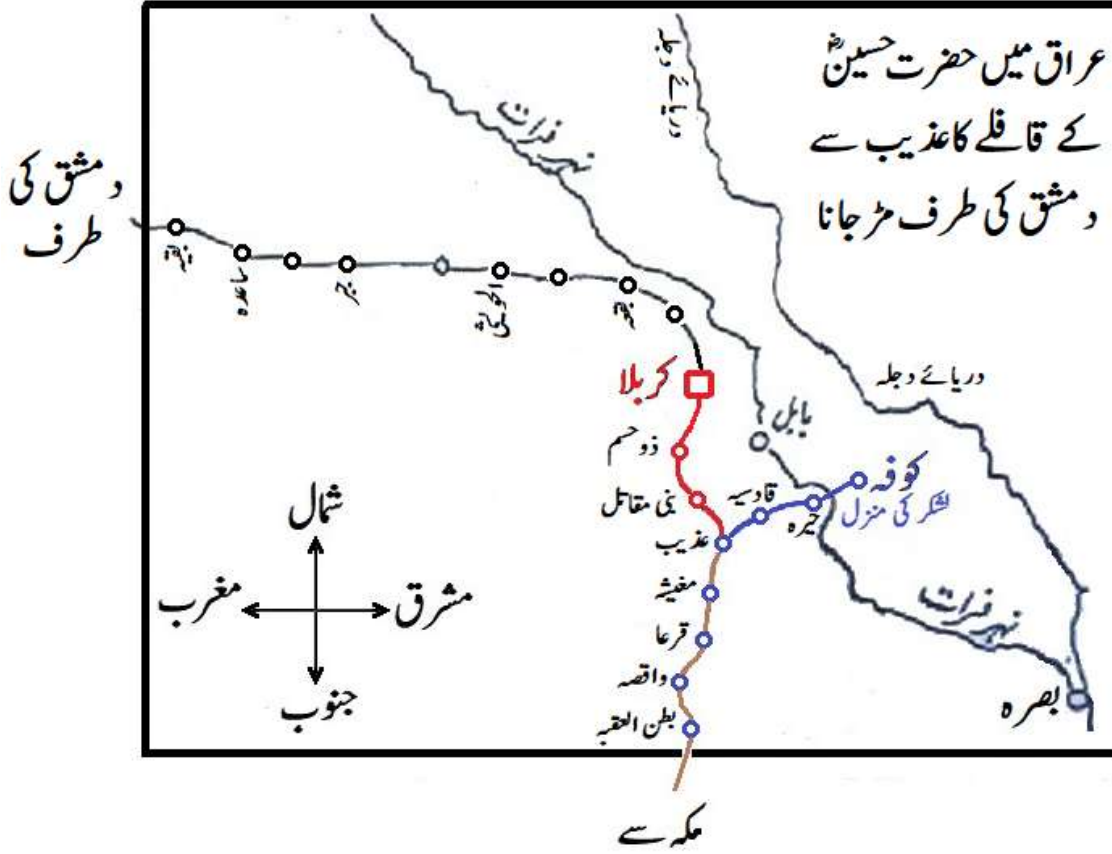 عراق میں حضرت حسینؓ
کے قافلے کا عذیب سے
دمشق کی طرف مڑ جانا
دریائے دجلہ
نہر فرات
دمشق کی
طرف
ساعدہ
کربلا
دریائے دجلہ
بابل
ذو حسم
کوفہ
لشکر کی منزل
قادسیہ
حیرہ
بنی مقاتل
عذیب
شمال
مغرب
مشرق
جنوب
مغیشہ
نہر فرات
قرعا
واقصہ
بصرہ
بطن العقبہ
مکہ سے